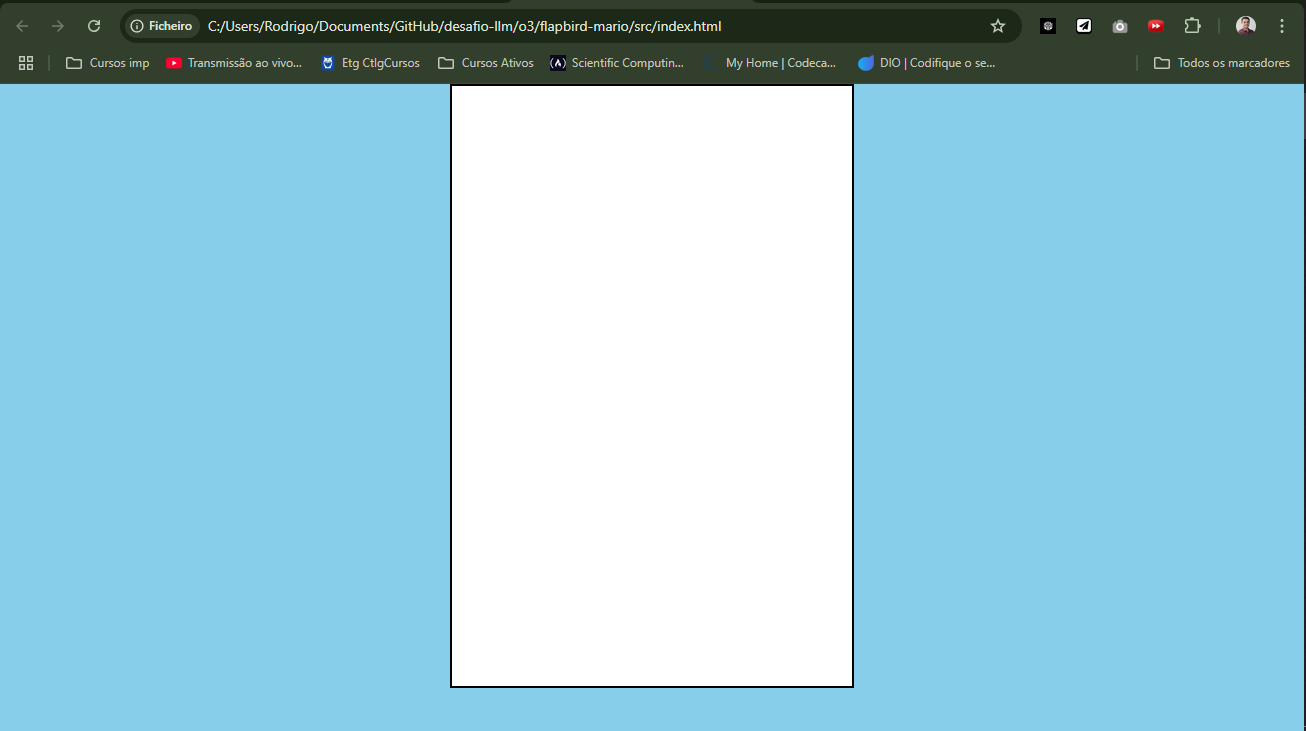 Ficheiro C:/Users/Rodrigo/Documents/GitHub/desafio-llm/o3/flapbird-mario/src/index.html
Cursos imp Transmissão ao vivo... Etg CtlgCursos Cursos Ativos Scientific Computin... My Home | Codeca... DIO | Codifique o se... Todos os marcadores